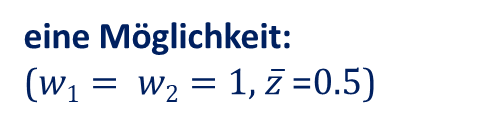 eine Möglichkeit:
(w₁ = w₂ = 1, z̄ =0.5)